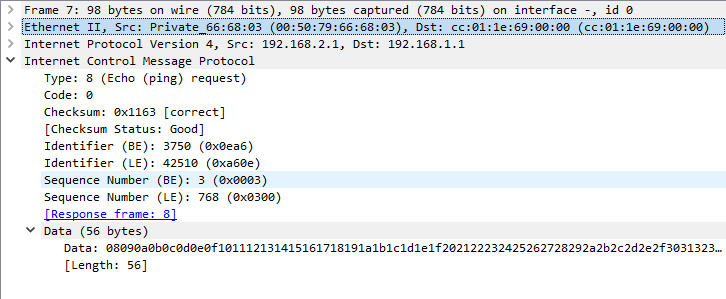 Frame 7: 98 bytes on wire (784 bits), 98 bytes captured (784 bits) on interface -, id 0
Ethernet II, Src: Private_66:68:03 (00:50:79:66:68:03), Dst: cc:01:1e:69:00:00 (cc:01:1e:69:00:00)
Internet Protocol Version 4, Src: 192.168.2.1, Dst: 192.168.1.1
Internet Control Message Protocol
Type: 8 (Echo (ping) request)
Code: 0
Checksum: 0x1163 [correct]
[Checksum Status: Good]
Identifier (BE): 3750 (0x0ea6)
Identifier (LE): 42510 (0xa60e)
Sequence Number (BE): 3 (0x0003)
Sequence Number (LE): 768 (0x0300)
[Response frame: 8]
Data (56 bytes)
Data: 08090a0b0c0d0e0f101112131415161718191a1b1c1d1e1f202122232425262728292a2b2c2d2e2f3031323…
[Length: 56]